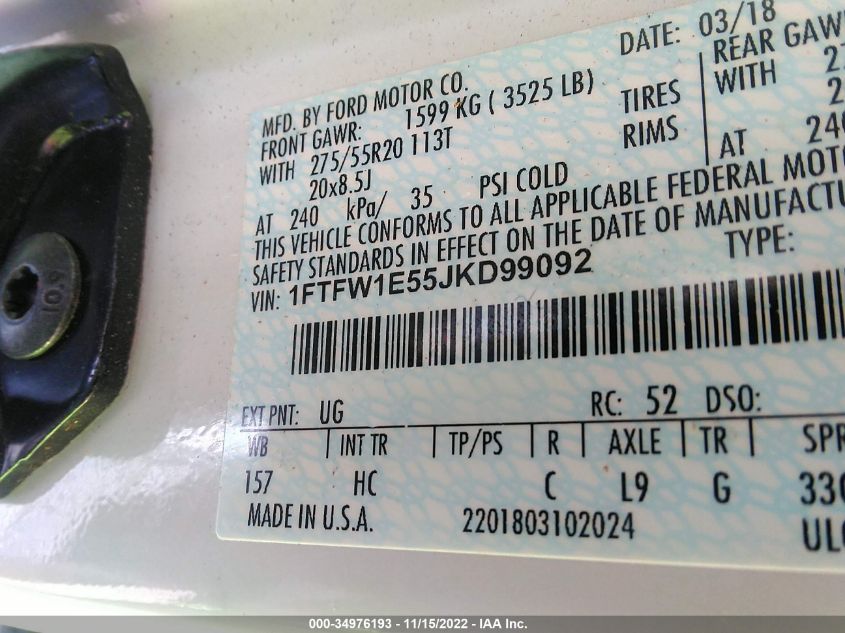 DATE: 03/18
MFD. BY FORD MOTOR CO.
FRONT GAWR: 1599 KG ( 3525 LB) REAR GAWR
WITH 275/55R20 113T TIRES WITH
20x8.5J RIMS
AT 240 kPa/ 35 PSI COLD AT 240
THIS VEHICLE CONFORMS TO ALL APPLICABLE FEDERAL MOTO
SAFETY STANDARDS IN EFFECT ON THE DATE OF MANUFACTU
VIN: 1FTFW1E55JKD99092 TYPE:
EXT PNT: UG RC: 52 DSO:
WB INT TR TP/PS R AXLE TR SPR
157 HC C L9 G 330
MADE IN U.S.A. 2201803102024
10.9
000-34976193 - 11/15/2022 - IAA Inc.